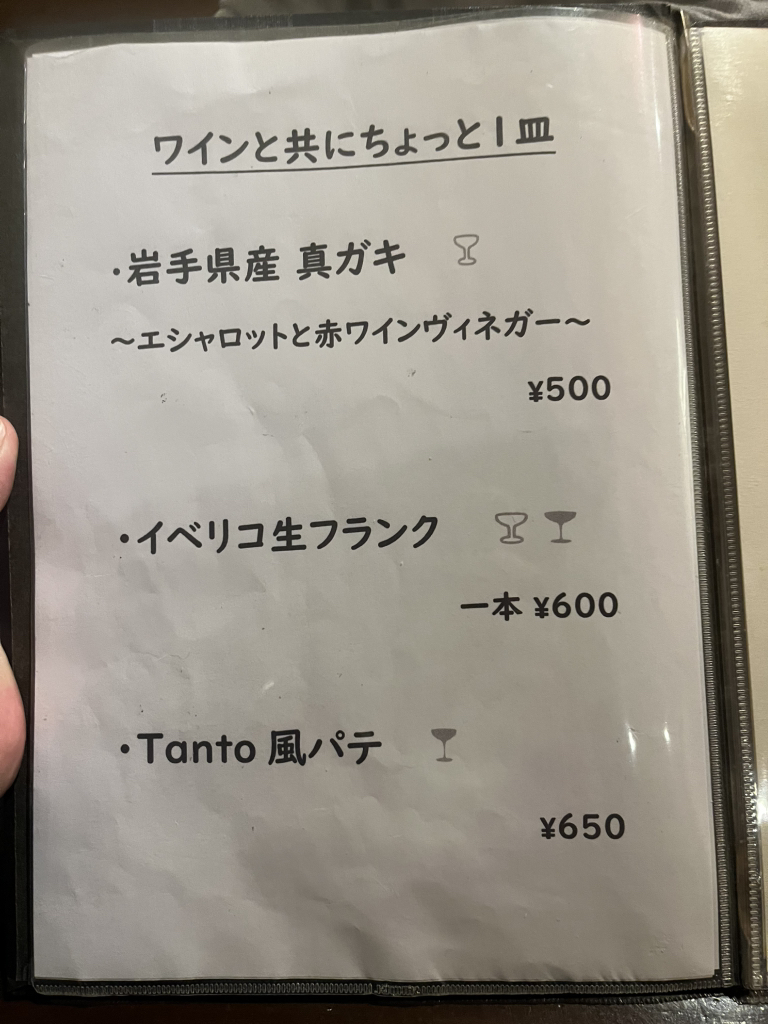 ワインと共にちょっと1皿
・岩手県産 真ガキ
～エシャロットと赤ワインヴィネガー～
¥500
・イベリコ生フランク
一本 ¥600
・Tanto 風パテ
¥650